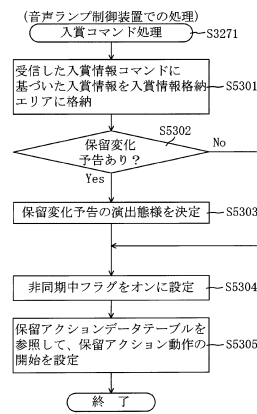 (音声ランプ制御装置での処理)
入賞コマンド処理
S3271
受信した入賞情報コマンドに
基づいた入賞情報を入賞情報格納
エリアに格納
S5301
S5302
保留変化
予告あり?
No
Yes
保留変化予告の演出態様を決定
S5303
非同期中フラグをオンに設定
S5304
保留アクションデータテーブルを
参照して、保留アクション動作の
開始を設定
S5305
終 了